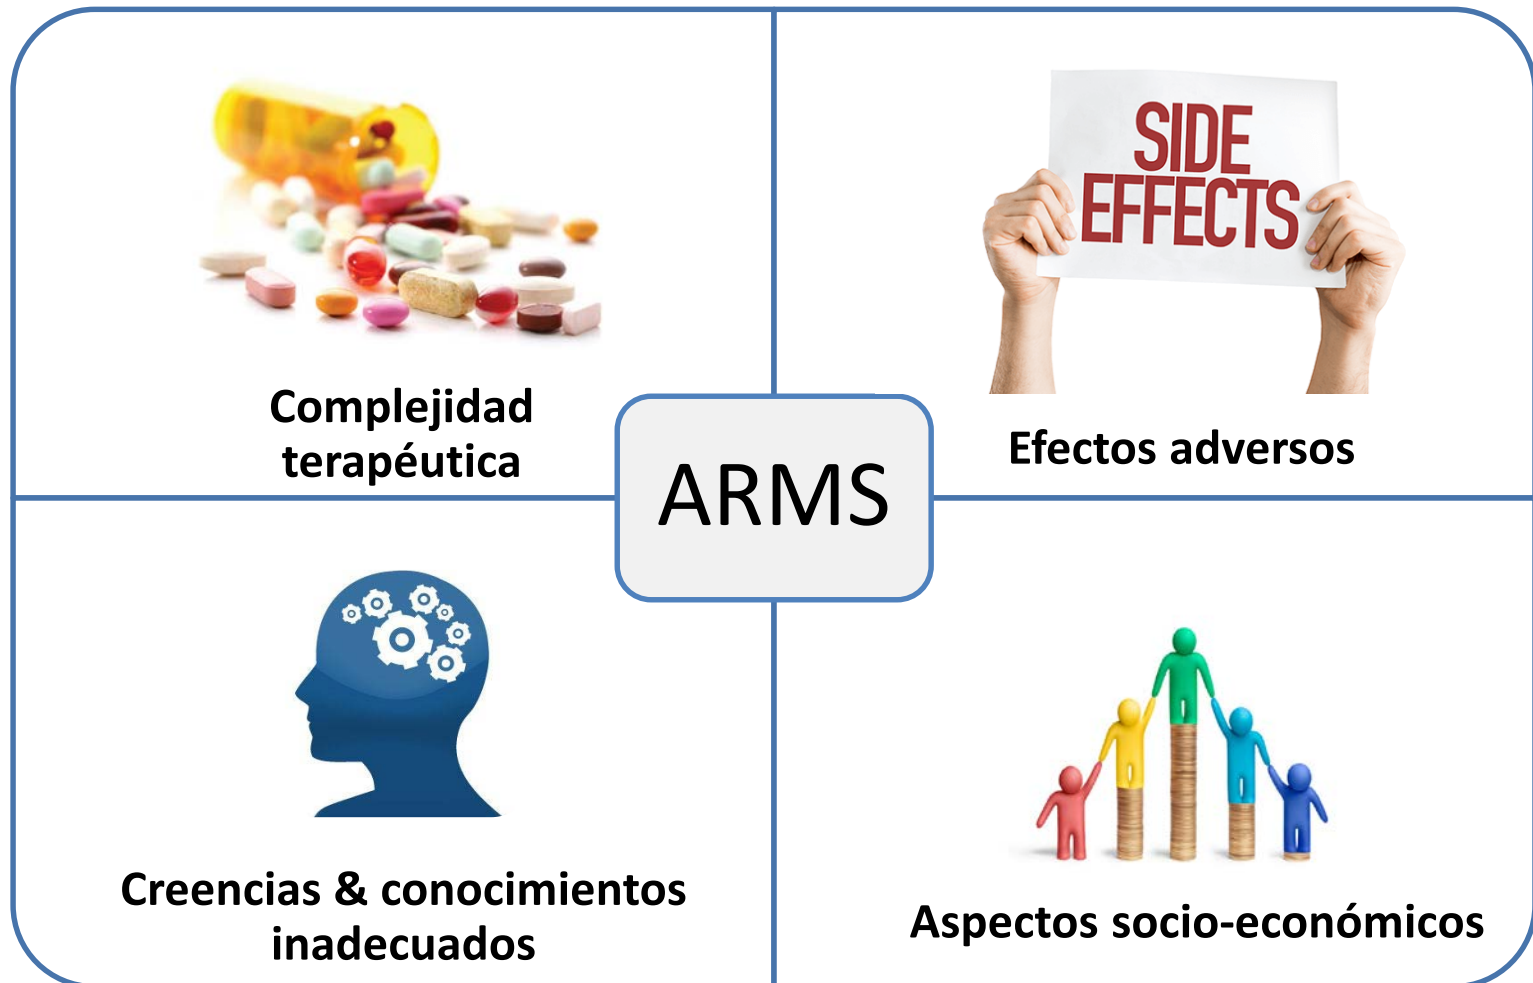 SIDE
EFFECTS
Complejidad
terapéutica
Efectos adversos
ARMS
Creencias & conocimientos
inadecuados
Aspectos socio-económicos